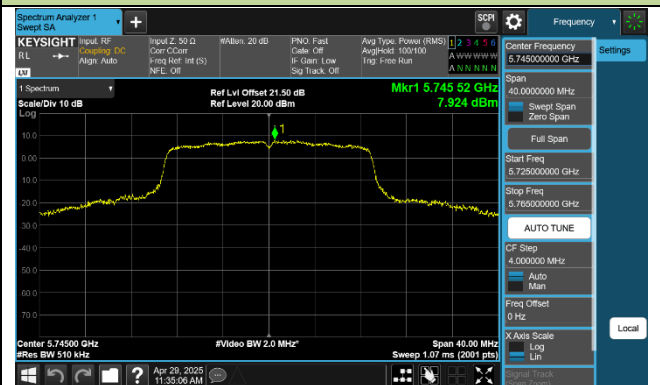 Spectrum Analyzer 1
Swept SA
+
SCPI
Frequency
KEYSIGHT
RL
Input: RF
Coupling: DC
Align: Auto
Input Z: 50 Ω
Corr CCorr
Freq Ref: Int (S)
NFE: Off
#Atten: 20 dB
PNO: Fast
Gate: Off
IF Gain: Low
Sig Track: Off
Avg Type: Power (RMS)
Avg|Hold: 100/100
Trig: Free Run
1 2 3 4 5 6
A W W W W W
A N N N N N
1 Spectrum
Scale/Div 10 dB
Log
Ref Lvl Offset 21.50 dB
Ref Level 20.00 dBm
Mkr1 5.745 52 GHz
7.924 dBm
1
10.0
0.00
-10.0
-20.0
-30.0
-40.0
-50.0
-60.0
-70.0
Center 5.74500 GHz
#Res BW 510 kHz
#Video BW 2.0 MHz*
Span 40.00 MHz
Sweep 1.07 ms (2001 pts)
Center Frequency
5.745000000 GHz
Settings
Span
40.0000000 MHz
Swept Span
Zero Span
Full Span
Start Freq
5.725000000 GHz
Stop Freq
5.765000000 GHz
AUTO TUNE
CF Step
4.000000 MHz
Auto
Man
Freq Offset
0 Hz
X Axis Scale
Log
Lin
Local
Signal Track
(Span Zoom)
?
Apr 29, 2025
11:35:06 AM